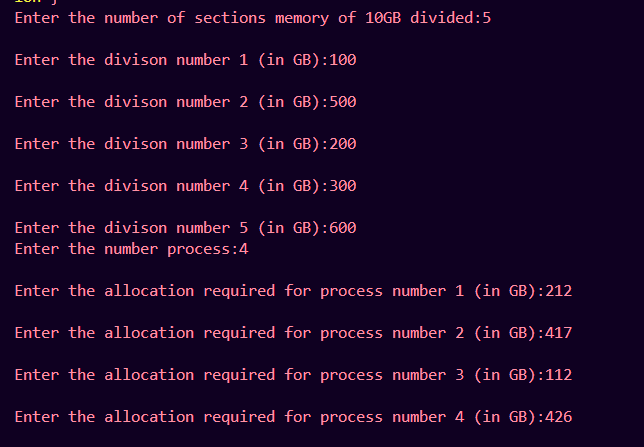 Enter the number of sections memory of 10GB divided:5
Enter the divison number 1 (in GB):100
Enter the divison number 2 (in GB):500
Enter the divison number 3 (in GB):200
Enter the divison number 4 (in GB):300
Enter the divison number 5 (in GB):600
Enter the number process:4
Enter the allocation required for process number 1 (in GB):212
Enter the allocation required for process number 2 (in GB):417
Enter the allocation required for process number 3 (in GB):112
Enter the allocation required for process number 4 (in GB):426